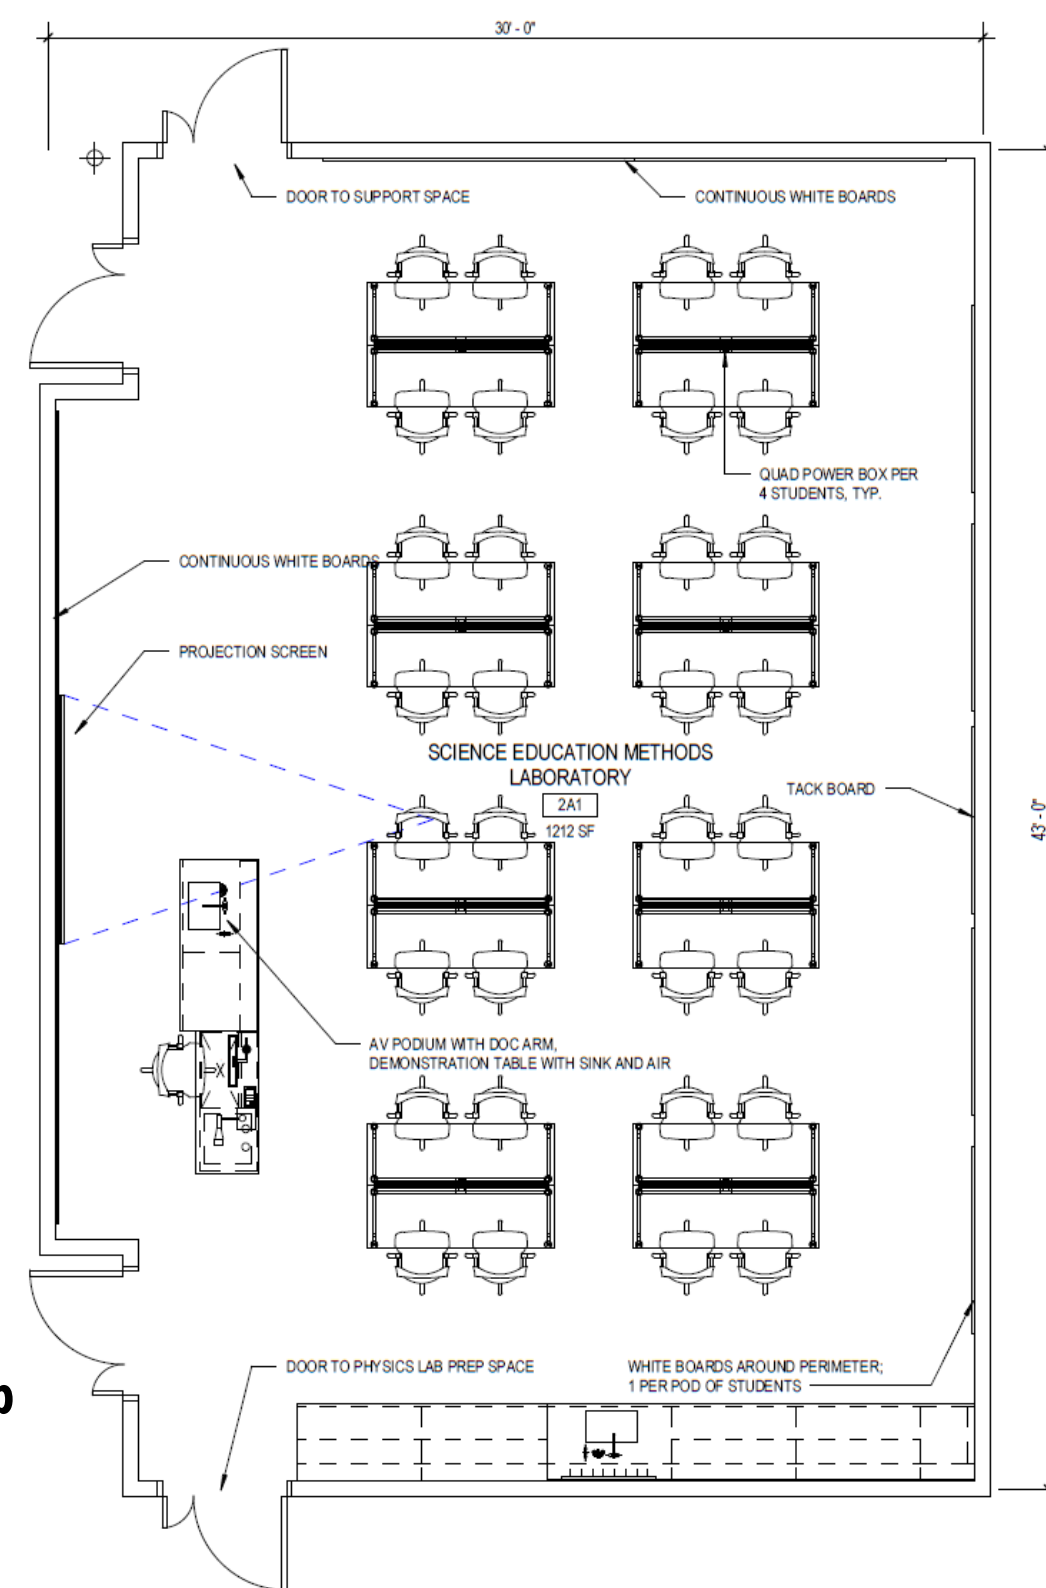 30' - 0"
DOOR TO SUPPORT SPACE
CONTINUOUS WHITE BOARDS
QUAD POWER BOX PER
4 STUDENTS, TYP.
CONTINUOUS WHITE BOARDS
PROJECTION SCREEN
SCIENCE EDUCATION METHODS
LABORATORY
2A1
1212 SF
TACK BOARD
43' - 0"
AV PODIUM WITH DOC ARM,
DEMONSTRATION TABLE WITH SINK AND AIR
DOOR TO PHYSICS LAB PREP SPACE
WHITE BOARDS AROUND PERIMETER;
1 PER POD OF STUDENTS